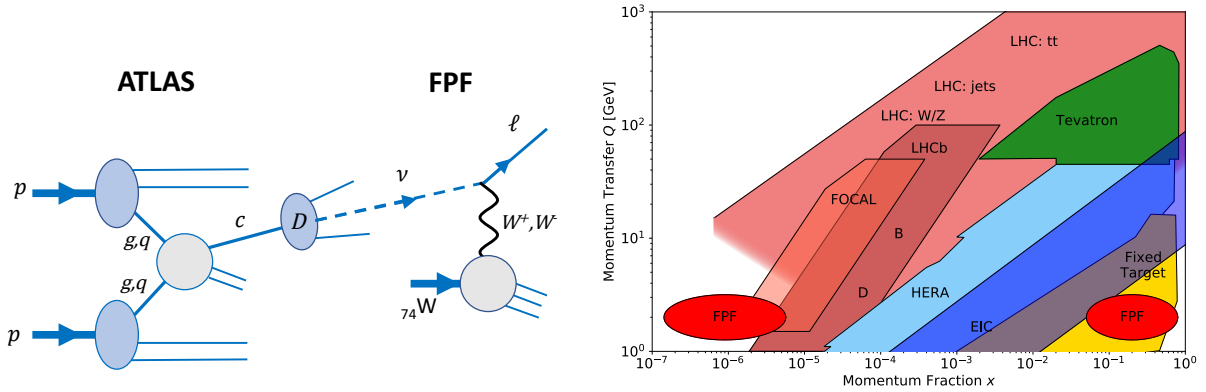 ATLAS
FPF
ℓ
ν
p
c
D
g,q
W⁺,W⁻
g,q
₇₄W
p
10³
10²
10¹
10⁰
Momentum Transfer Q [GeV]
LHC: tt
LHC: jets
LHC: W/Z
Tevatron
LHCb
FOCAL
B
D
HERA
EIC
Fixed
Target
FPF
FPF
10⁻⁷
10⁻⁶
10⁻⁵
10⁻⁴
10⁻³
10⁻²
10⁻¹
10⁰
Momentum Fraction x